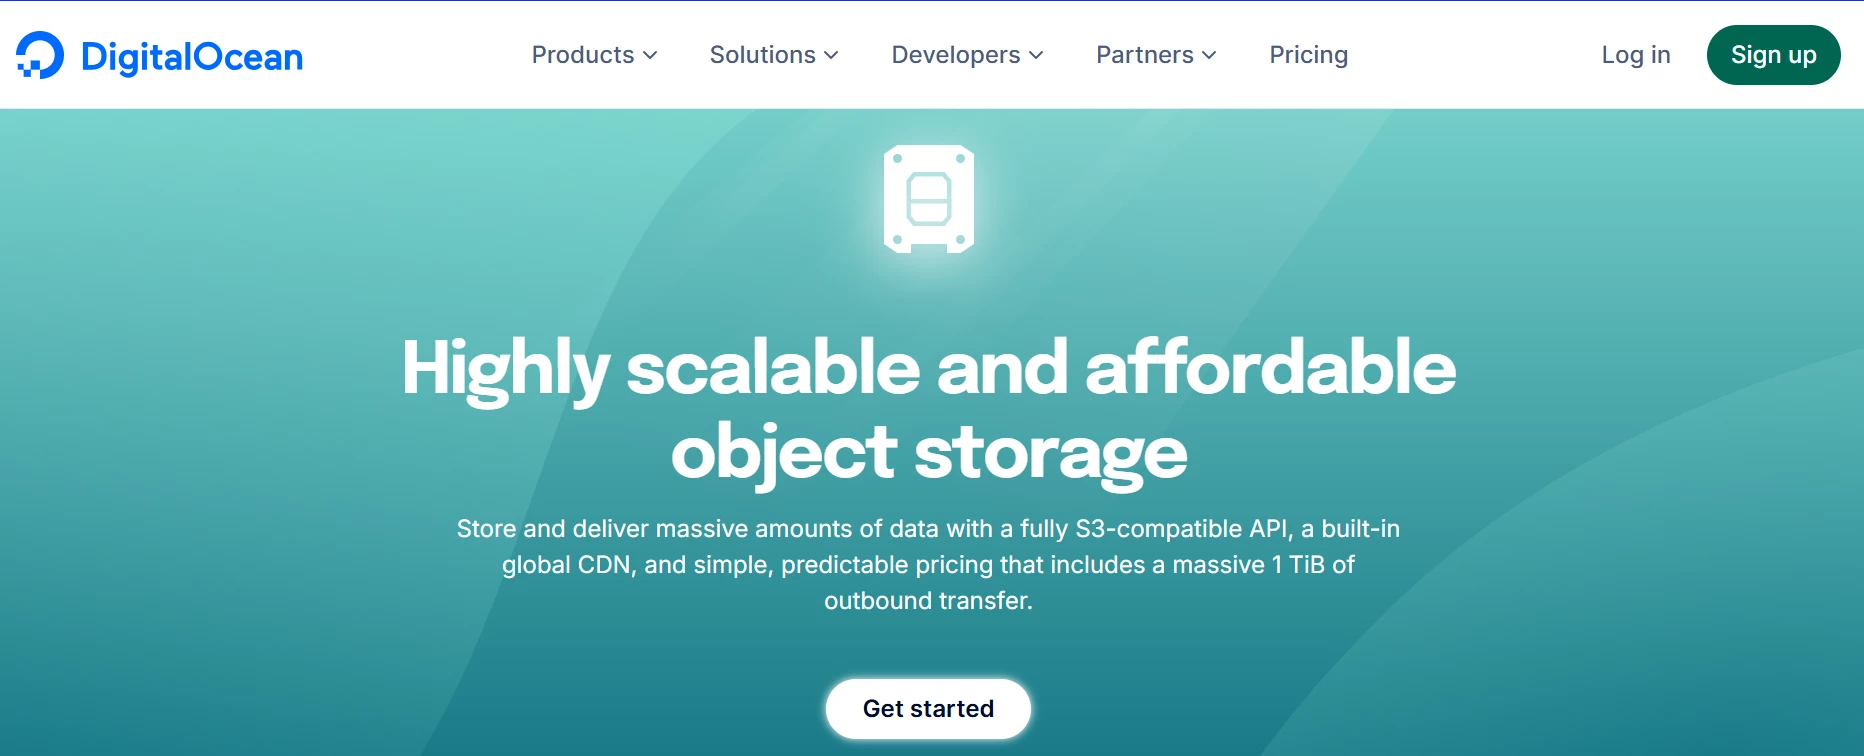 DigitalOcean
Products
Solutions
Developers
Partners
Pricing
Log in
Sign up
Highly scalable and affordable
object storage
Store and deliver massive amounts of data with a fully S3-compatible API, a built-in
global CDN, and simple, predictable pricing that includes a massive 1 TiB of
outbound transfer.
Get started